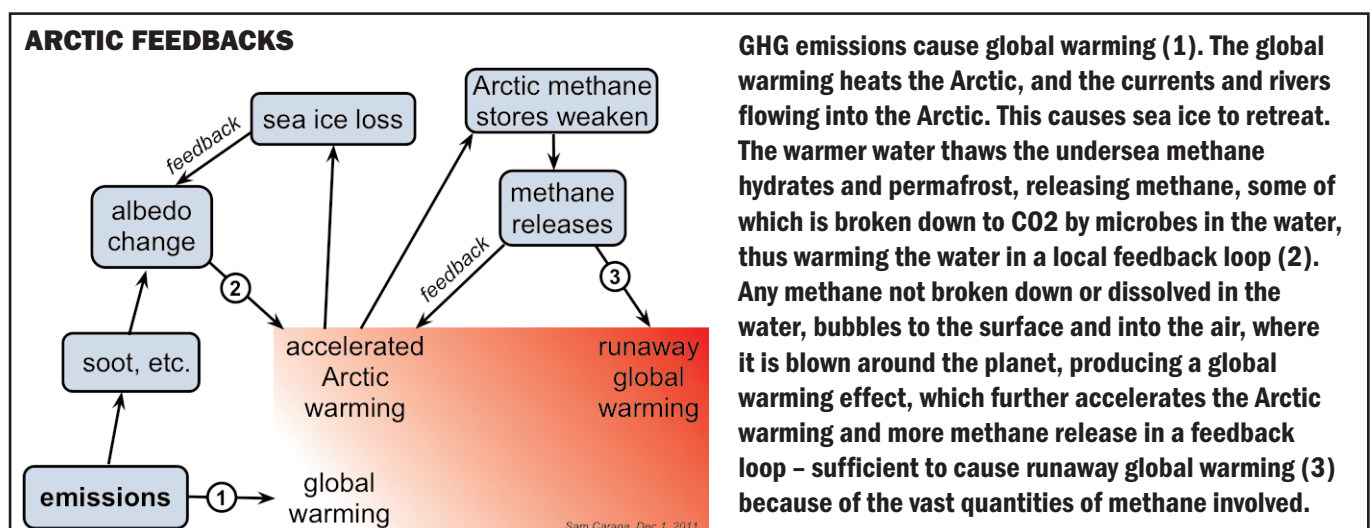 ARCTIC FEEDBACKS
sea ice loss
Arctic methane
stores weaken
feedback
albedo
change
methane
releases
feedback
2
3
soot, etc.
accelerated
Arctic
warming
runaway
global
warming
emissions
1
global
warming
Sam Carana, Dec 1, 2011
GHG emissions cause global warming (1). The global
warming heats the Arctic, and the currents and rivers
flowing into the Arctic. This causes sea ice to retreat.
The warmer water thaws the undersea methane
hydrates and permafrost, releasing methane, some of
which is broken down to CO2 by microbes in the water,
thus warming the water in a local feedback loop (2).
Any methane not broken down or dissolved in the
water, bubbles to the surface and into the air, where
it is blown around the planet, producing a global
warming effect, which further accelerates the Arctic
warming and more methane release in a feedback
loop – sufficient to cause runaway global warming (3)
because of the vast quantities of methane involved.